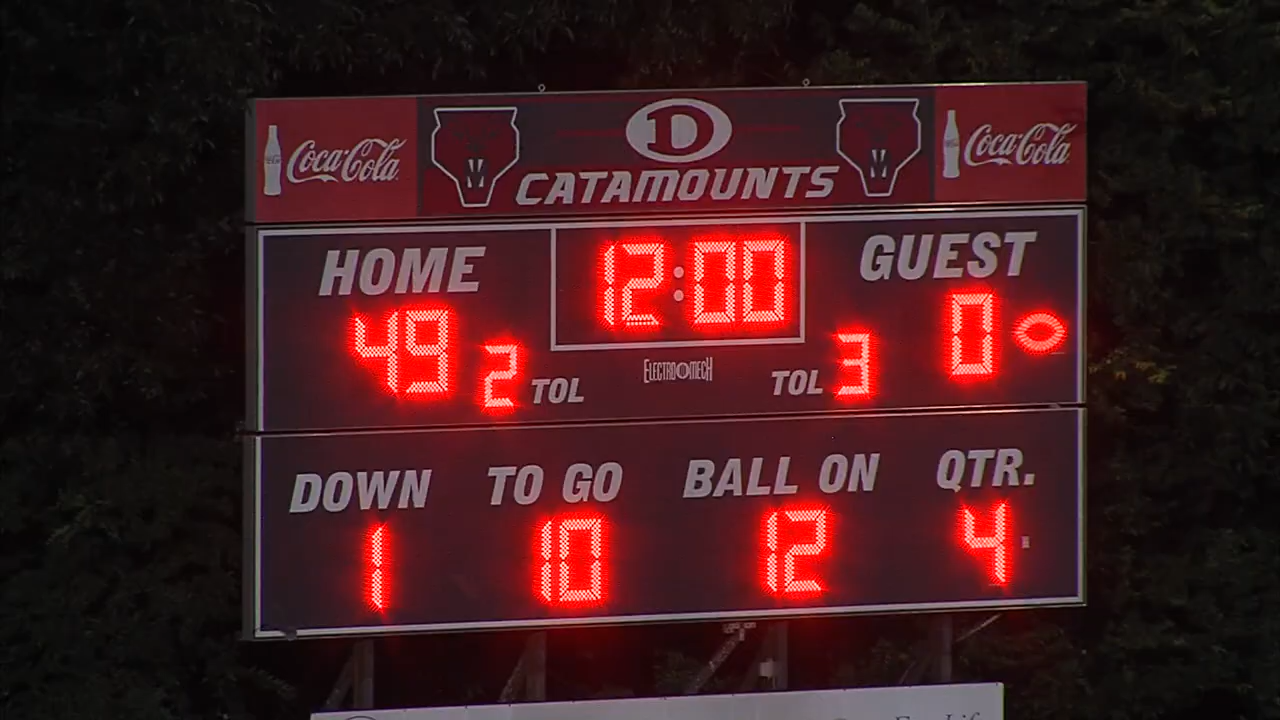 Coca-Cola
D
CATAMOUNTS
Coca-Cola
HOME
12:00
GUEST
49
2 TOL
ELECTRO-MECH
TOL 3
0
DOWN
TO GO
BALL ON
QTR.
1
10
12
4